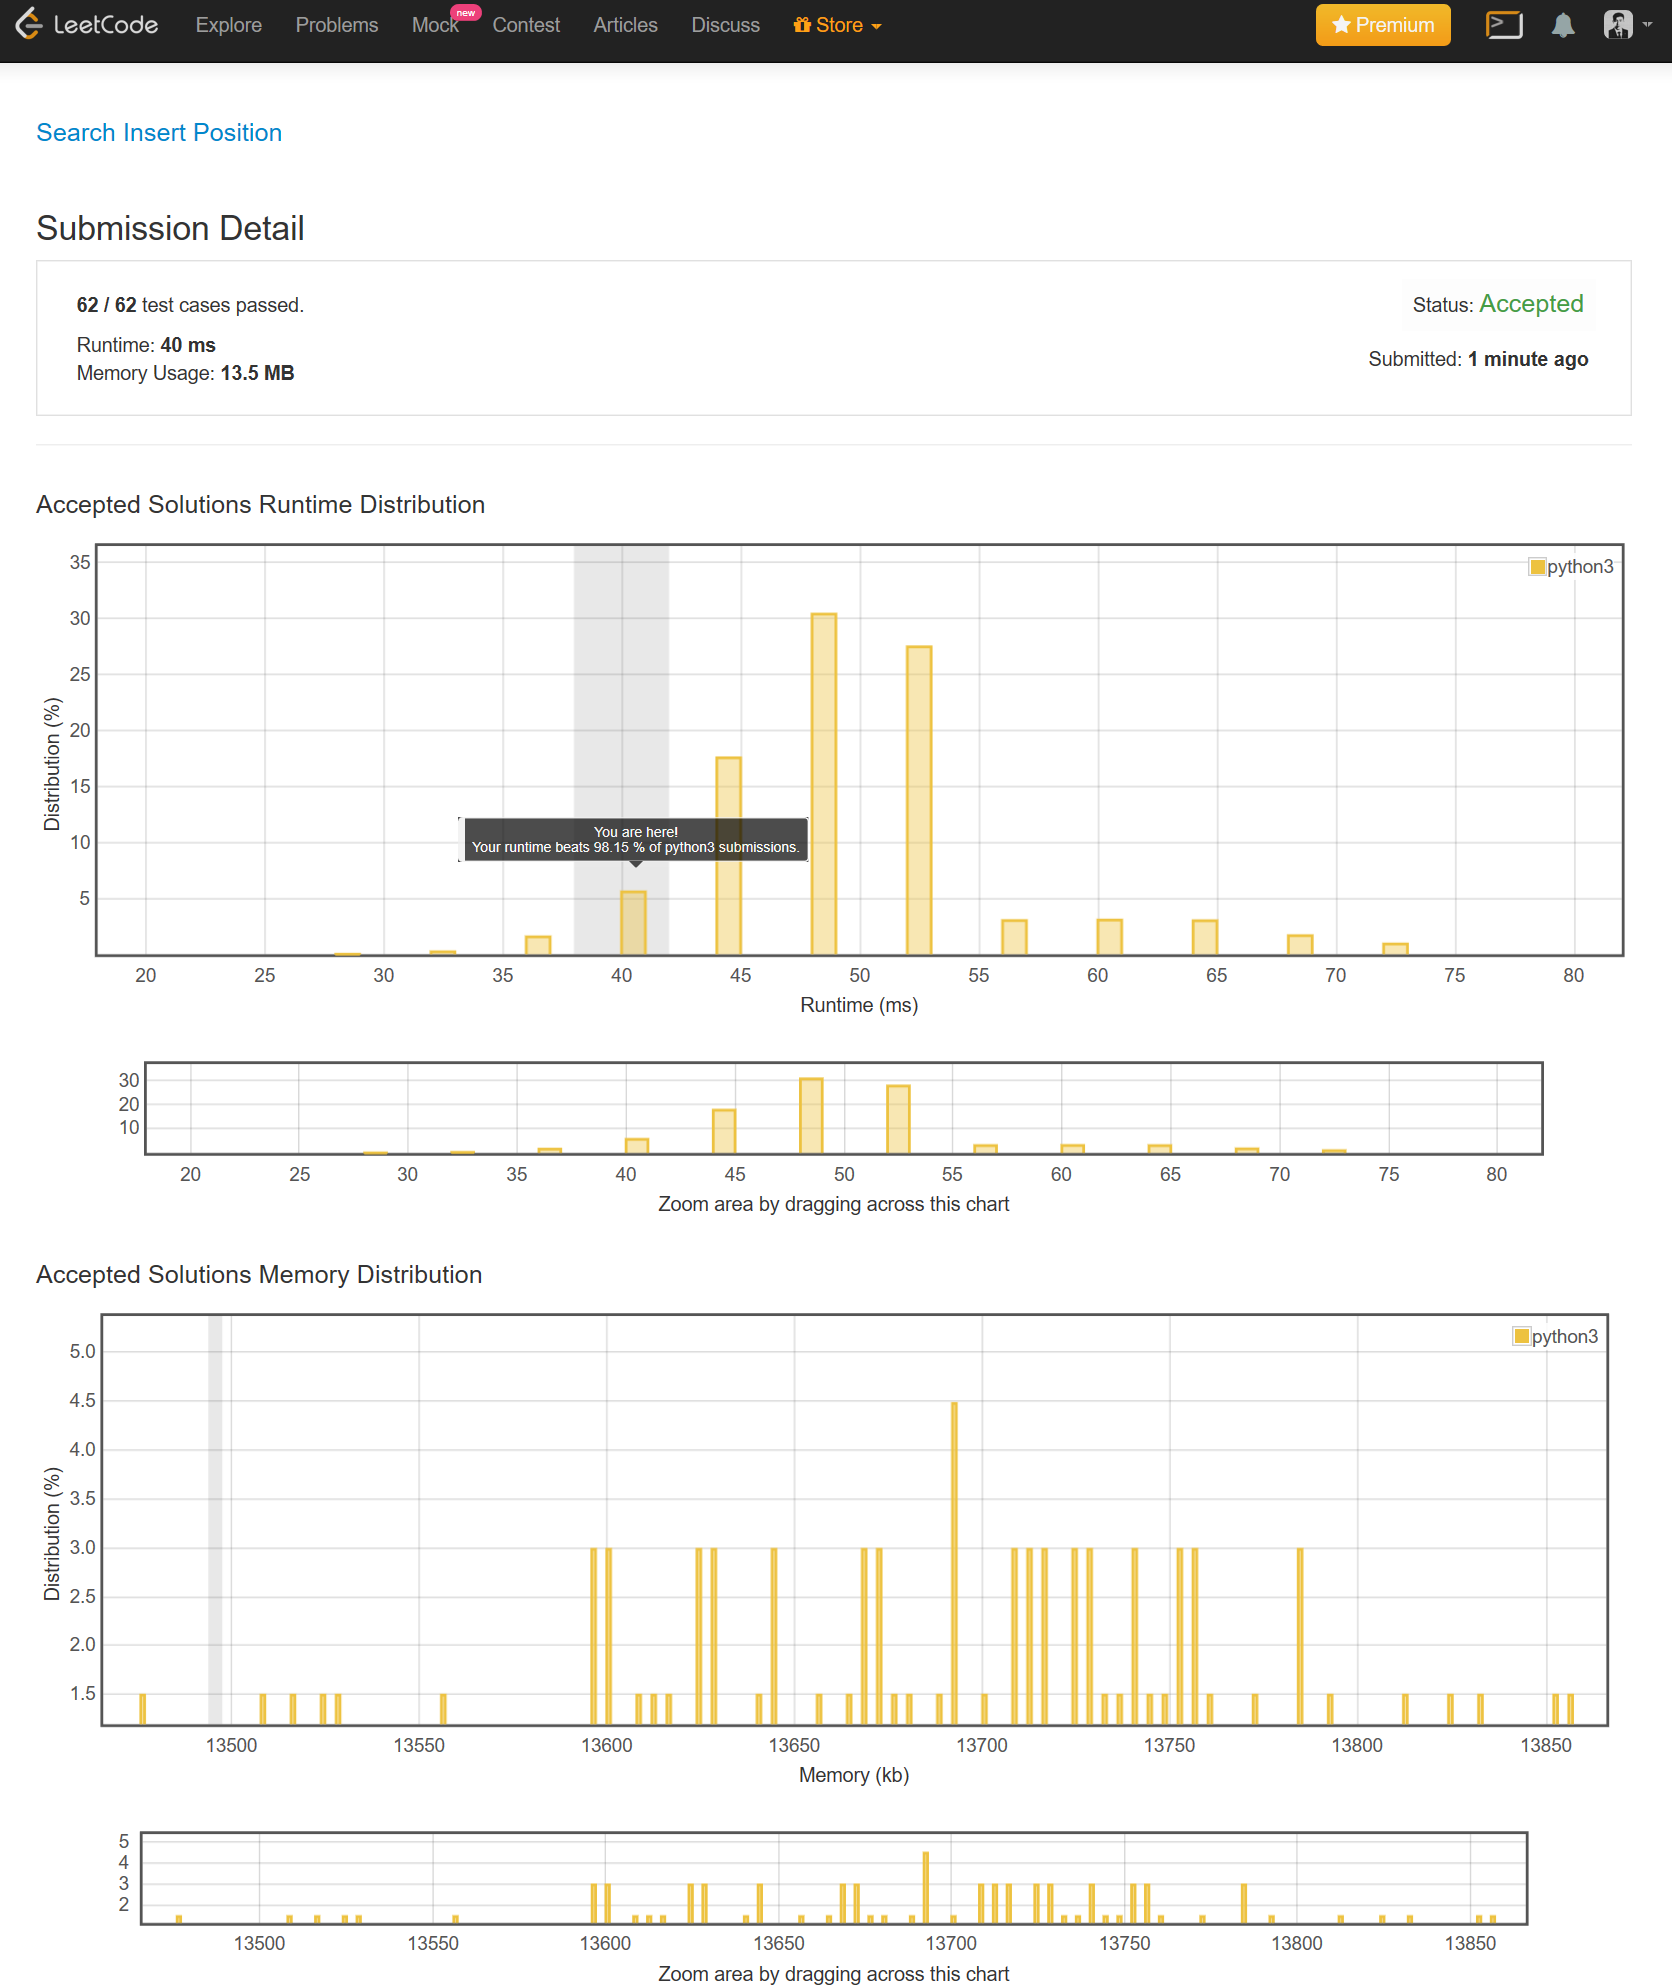 LeetCode Explore Problems Mock new Contest Articles Discuss Store Premium
Search Insert Position
Submission Detail
62 / 62 test cases passed.
Status: Accepted
Runtime: 40 ms
Submitted: 1 minute ago
Memory Usage: 13.5 MB
Accepted Solutions Runtime Distribution
35
python3
30
25
20
15
10
5
Distribution (%)
You are here!
Your runtime beats 98.15 % of python3 submissions.
20 25 30 35 40 45 50 55 60 65 70 75 80
Runtime (ms)
30
20
10
20 25 30 35 40 45 50 55 60 65 70 75 80
Zoom area by dragging across this chart
Accepted Solutions Memory Distribution
python3
5.0
4.5
4.0
3.5
3.0
2.5
2.0
1.5
Distribution (%)
13500 13550 13600 13650 13700 13750 13800 13850
Memory (kb)
5
4
3
2
13500 13550 13600 13650 13700 13750 13800 13850
Zoom area by dragging across this chart